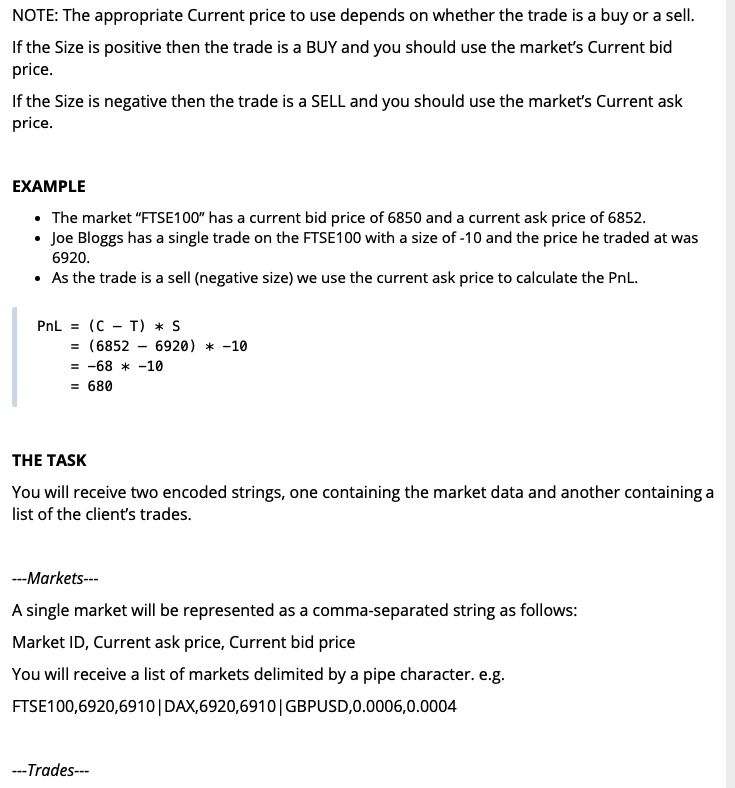 NOTE: The appropriate Current price to use depends on whether the trade is a buy or a sell.
If the Size is positive then the trade is a BUY and you should use the market’s Current bid
price.
If the Size is negative then the trade is a SELL and you should use the market’s Current ask
price.
EXAMPLE
• The market “FTSE100” has a current bid price of 6850 and a current ask price of 6852.
• Joe Bloggs has a single trade on the FTSE100 with a size of -10 and the price he traded at was
6920.
• As the trade is a sell (negative size) we use the current ask price to calculate the PnL.
PnL = (C – T) * S
= (6852 – 6920) * –10
= –68 * –10
= 680
THE TASK
You will receive two encoded strings, one containing the market data and another containing a
list of the client’s trades.
---Markets---
A single market will be represented as a comma-separated string as follows:
Market ID, Current ask price, Current bid price
You will receive a list of markets delimited by a pipe character. e.g.
FTSE100,6920,6910|DAX,6920,6910|GBPUSD,0.0006,0.0004
---Trades---